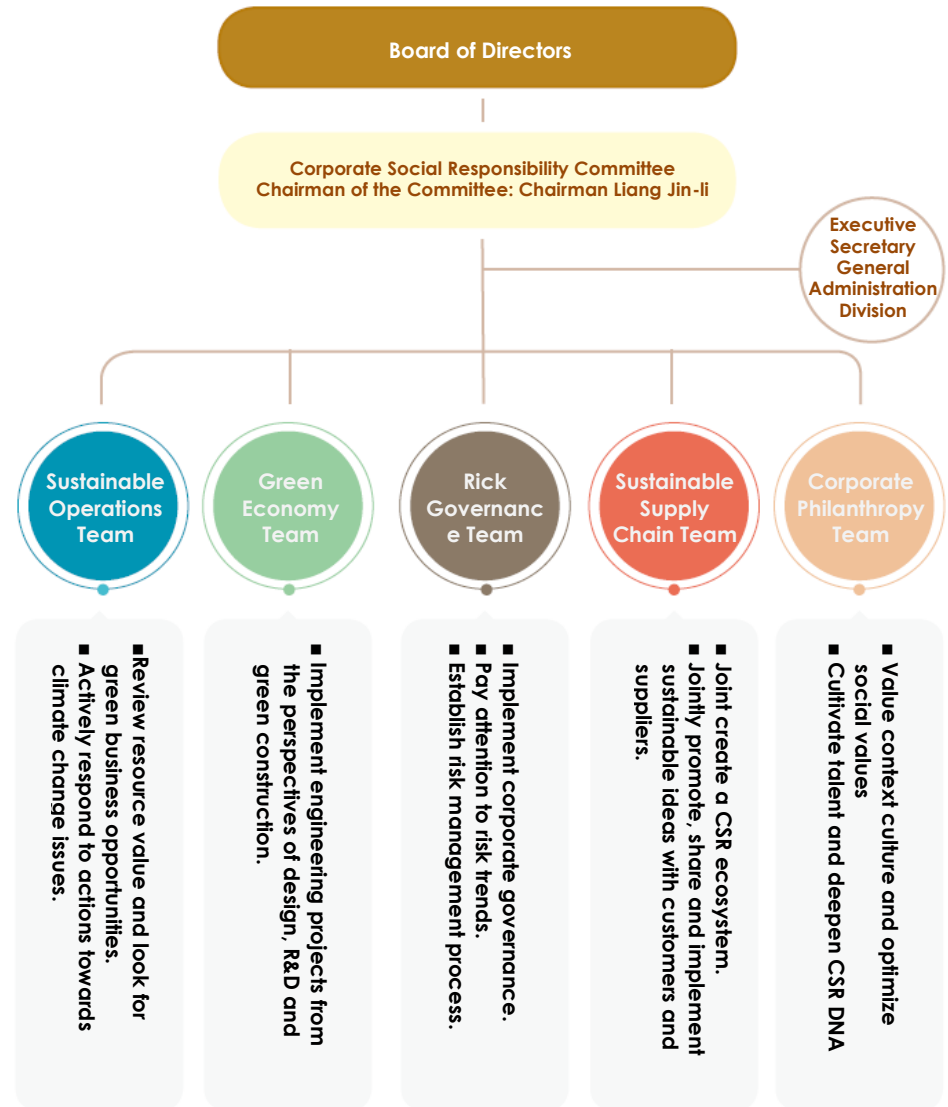 Board of Directors
Corporate Social Responsibility Committee
Chairman of the Committee: Chairman Liang Jin-li
Executive
Secretary
General
Administration
Division
Sustainable
Operations
Team
Green
Economy
Team
Rick
Governanc
e Team
Sustainable
Supply
Chain Team
Corporate
Philanthropy
Team
■Review resource value and look for
green business opportunities.
■ Actively respond to actions towards
climate change issues.
■ Implement engineering projects from
the perspectives of design, R&D and
green construction.
■ Implement corporate governance.
■ Pay attention to risk trends.
■ Establish risk management process.
■ Joint create a CSR ecosystem.
■ Jointly promote, share and implement
sustainable ideas with customers and
suppliers.
■ Value context culture and optimize
social values
■ Cultivate talent and deepen CSR DNA